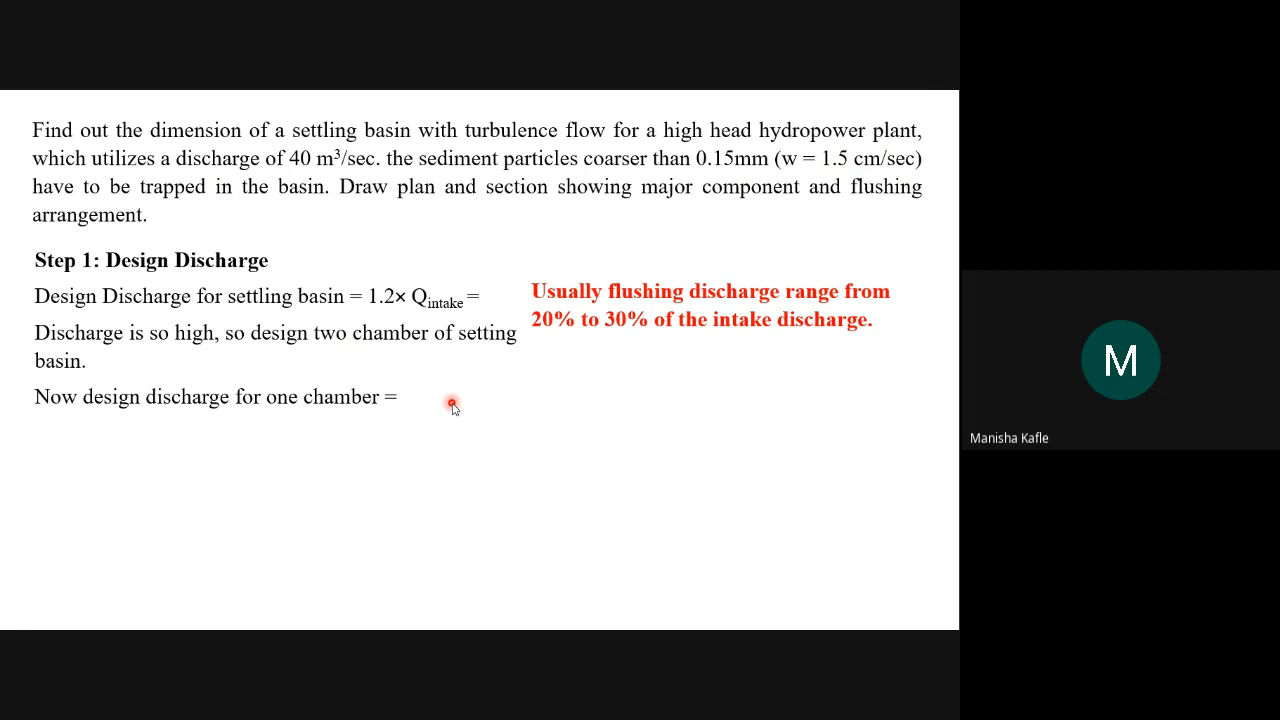 Find out the dimension of a settling basin with turbulence flow for a high head hydropower plant,
which utilizes a discharge of 40 m³/sec. the sediment particles coarser than 0.15mm (w = 1.5 cm/sec)
have to be trapped in the basin. Draw plan and section showing major component and flushing
arrangement.
Step 1: Design Discharge
Design Discharge for settling basin = 1.2× Qintake =
Usually flushing discharge range from
20% to 30% of the intake discharge.
Discharge is so high, so design two chamber of setting
basin.
Now design discharge for one chamber =
M
Manisha Kafle